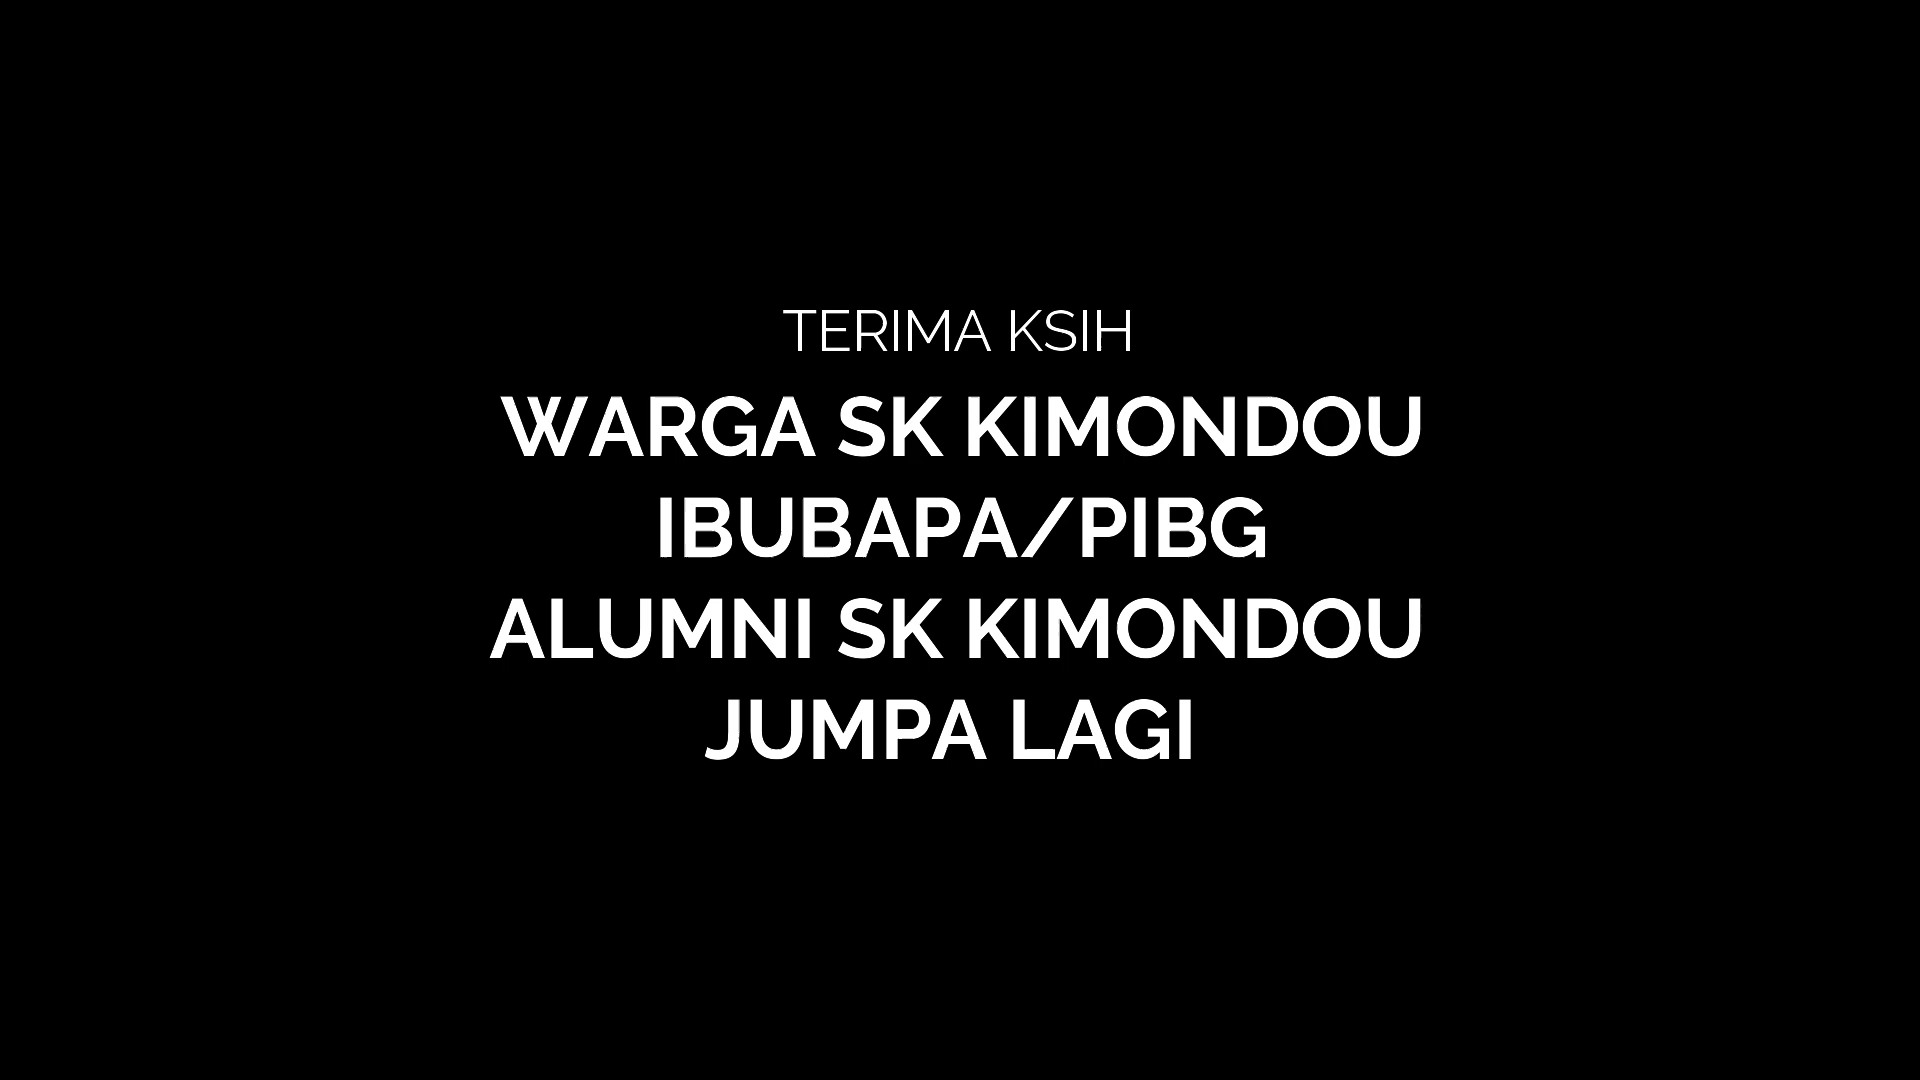 TERIMA KSIH
WARGA SK KIMONDOU
IBUBAPA/PIBG
ALUMNI SK KIMONDOU
JUMPA LAGI